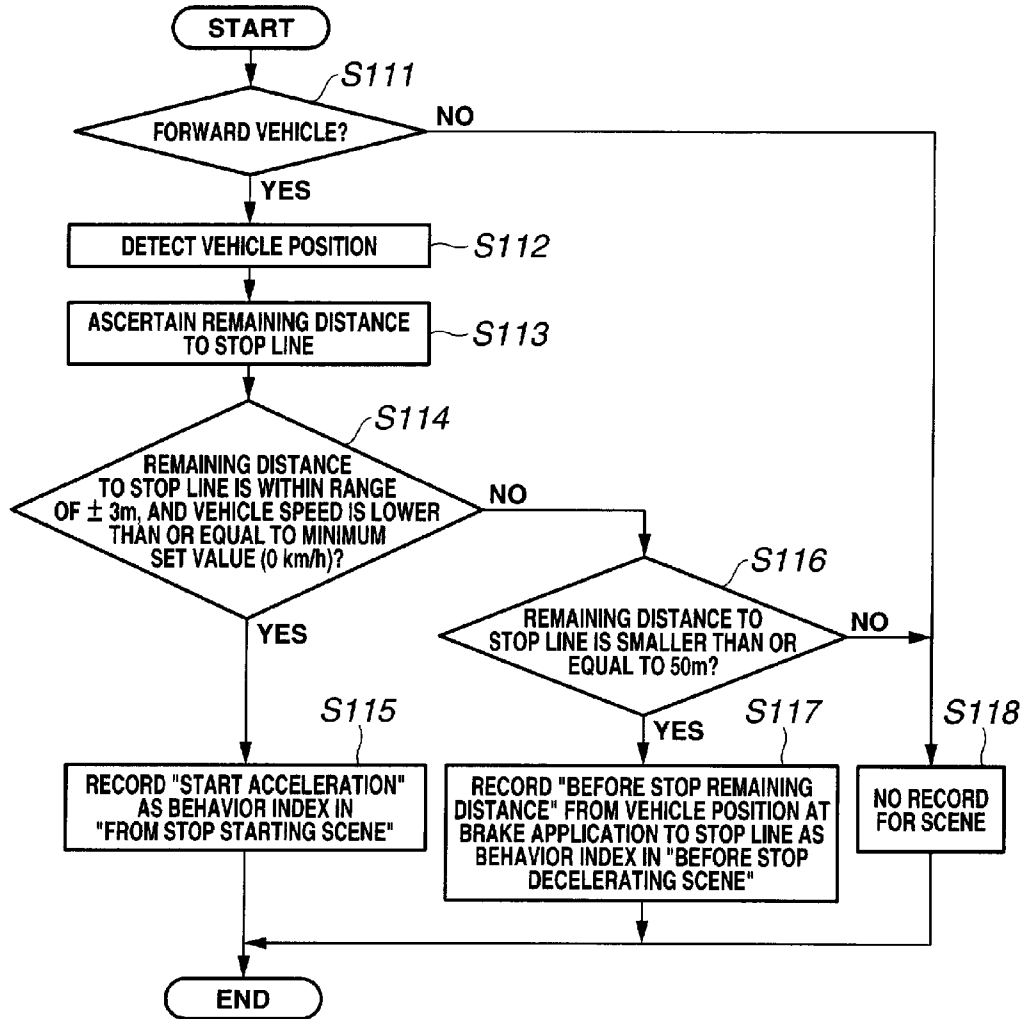 START
S111
FORWARD VEHICLE?
NO
YES
DETECT VEHICLE POSITION
S112
ASCERTAIN REMAINING DISTANCE
TO STOP LINE
S113
S114
REMAINING DISTANCE
TO STOP LINE IS WITHIN RANGE
OF ± 3m, AND VEHICLE SPEED IS LOWER
THAN OR EQUAL TO MINIMUM
SET VALUE (0 km/h)?
NO
YES
S116
REMAINING DISTANCE TO
STOP LINE IS SMALLER THAN OR
EQUAL TO 50m?
NO
YES
S115
RECORD "START ACCELERATION"
AS BEHAVIOR INDEX IN
"FROM STOP STARTING SCENE"
S117
RECORD "BEFORE STOP REMAINING
DISTANCE" FROM VEHICLE POSITION AT
BRAKE APPLICATION TO STOP LINE AS
BEHAVIOR INDEX IN "BEFORE STOP
DECELERATING SCENE"
S118
NO RECORD
FOR SCENE
END